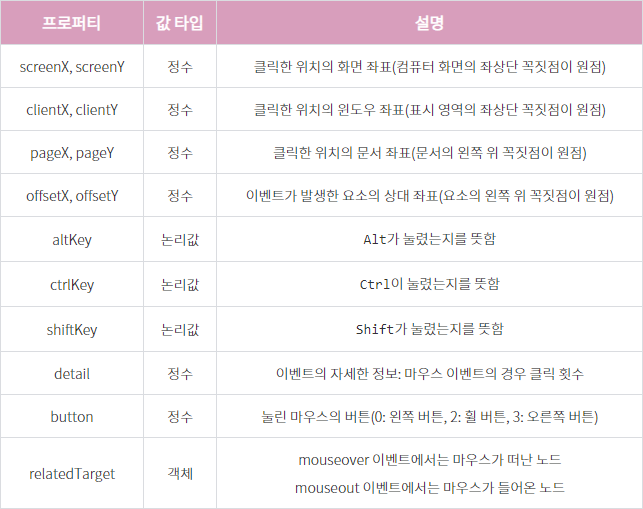 프로퍼티 값 타입 설명
screenX, screenY 정수 클릭한 위치의 화면 좌표(컴퓨터 화면의 좌상단 꼭짓점이 원점)
clientX, clientY 정수 클릭한 위치의 윈도우 좌표(표시 영역의 좌상단 꼭짓점이 원점)
pageX, pageY 정수 클릭한 위치의 문서 좌표(문서의 왼쪽 위 꼭짓점이 원점)
offsetX, offsetY 정수 이벤트가 발생한 요소의 상대 좌표(요소의 왼쪽 위 꼭짓점이 원점)
altKey 논리값 Alt가 눌렸는지를 뜻함
ctrlKey 논리값 Ctrl이 눌렸는지를 뜻함
shiftKey 논리값 Shift가 눌렸는지를 뜻함
detail 정수 이벤트의 자세한 정보: 마우스 이벤트의 경우 클릭 횟수
button 정수 눌린 마우스의 버튼(0: 왼쪽 버튼, 2: 휠 버튼, 3: 오른쪽 버튼)
relatedTarget 객체 mouseover 이벤트에서는 마우스가 떠난 노드
mouseout 이벤트에서는 마우스가 들어온 노드